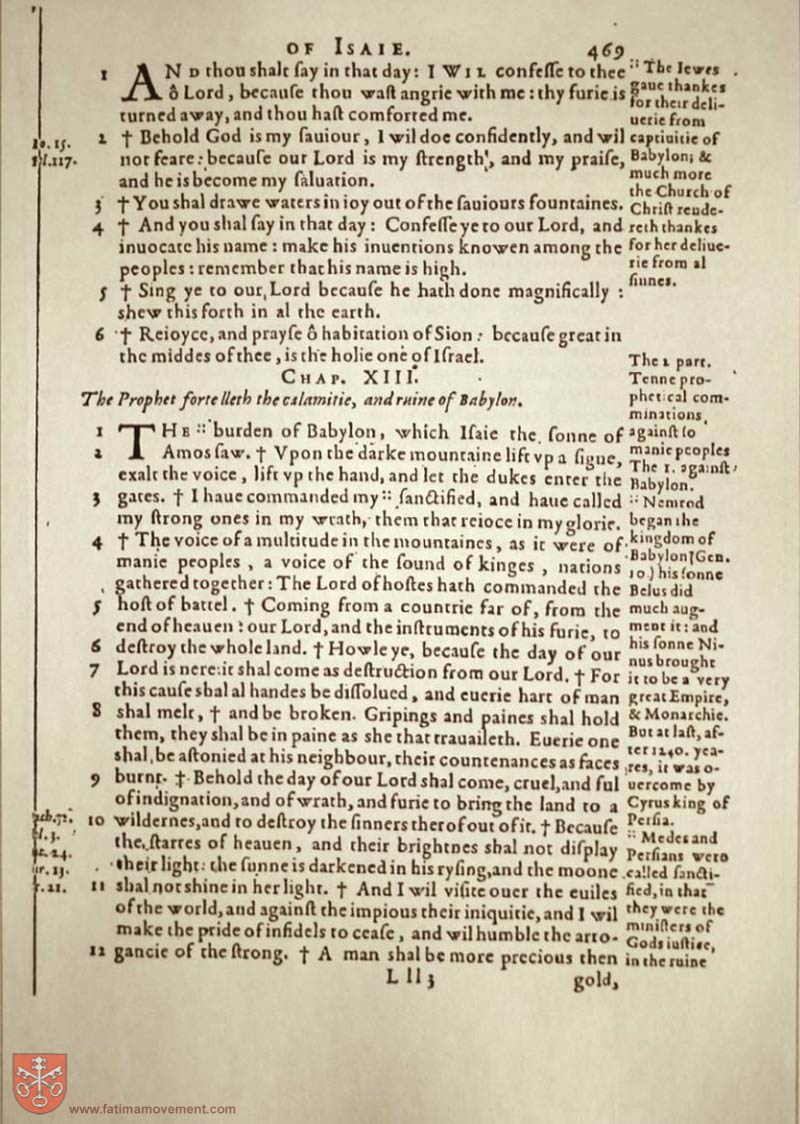 OF ISAIE. 469
1 AND thou shalt ſay in that day: I WIL confeſſe to thee
ô Lord, becauſe thou waſt angrie with me: thy furie is
turned away, and thou haſt comforted me.
2 † Behold God is my ſauiour, I wil doe confidently, and wil
not feare: becauſe our Lord is my ſtrength, and my praiſe,
and he is become my ſaluation.
3 † You shal drawe waters in ioy out of the ſauiours fountaines.
4 † And you shal ſay in that day: Confeſſe ye to our Lord, and
inuocate his name: make his inuentions knowen among the
peoples: remember that his name is high.
5 † Sing ye to our Lord becauſe he hath done magnifically:
shew this forth in al the earth.
6 † Reioyce, and prayſe ô habitation of Sion: becauſe great in
the middes of thee, is the holie one of Iſrael.
CHAP. XIII.
The Prophet fortelleth the calamitie, and ruine of Babylon.
1 THE :: burden of Babylon, which Iſaie the ſonne of
2 Amos ſaw. † Vpon the darke mountaine lift vp a ſigne,
exalt the voice, lift vp the hand, and let the dukes enter the
3 gates. † I haue commanded my :: ſanctified, and haue called
my ſtrong ones in my wrath, them that reioce in my glorie.
4 † The voice of a multitude in the mountaines, as it were of
manie peoples, a voice of the ſound of kinges, nations
gathered together: The Lord of hoſtes hath commanded the
5 hoſt of battel. † Coming from a countrie far of, from the
end of heauen: our Lord, and the inſtruments of his furie, to
6 deſtroy the whole land. † Howle ye, becauſe the day of our
7 Lord is nere: it shal come as deſtruction from our Lord. † For
this cauſe shal al handes be diſſolued, and euerie hart of man
8 shal melt, † and be broken. Gripings and paines shal hold
them, they shal be in paine as she that trauaileth. Euerie one
shal be aſtonied at his neighbour, their countenances as faces
9 burnt. † Behold the day of our Lord shal come, cruel, and ful
of indignation, and of wrath, and furie to bring the land to a
10 wildernes, and to deſtroy the ſinners therof out of it. † Becauſe
the ſtarres of heauen, and their brightnes shal not diſplay
their light: the ſunne is darkened in his ryſing, and the moone
11 shal not shine in her light. † And I wil viſite ouer the euiles
of the world, and againſt the impious their iniquitie, and I wil
make the pride of infidels to ceaſe, and wil humble the arro-
12 gancie of the ſtrong. † A man shal be more precious then
L ll 3 gold,
:: The Iewes
gaue thankes
for their deli-
uerie from
captiuitie of
Babylon; &
much more
the Church of
Chriſt rende-
reth thankes
for her deliue-
rie from al
ſinnes.
The 2 part.
Tenne pro-
phetical com-
minations
againſt ſo
manie peoples
The 1. againſt
Babylon.
:: Nemrod
began the
kingdom of
Babylon (Gen.
10.) his ſonne
Belus did
much aug-
ment it: and
his ſonne Ni-
nus brought
it to be a very
great Empire,
& Monarchie.
But at laſt, af-
ter 1240. yea-
res, it was o-
uercome by
Cyrus king of
Perſia.
:: Medes and
Perſians were
called ſancti-
fied, in that
they were the
miniſters of
Gods iuſtice,
in the ruine
15.
117.
24.
13.
21.
www.fatimamovement.com